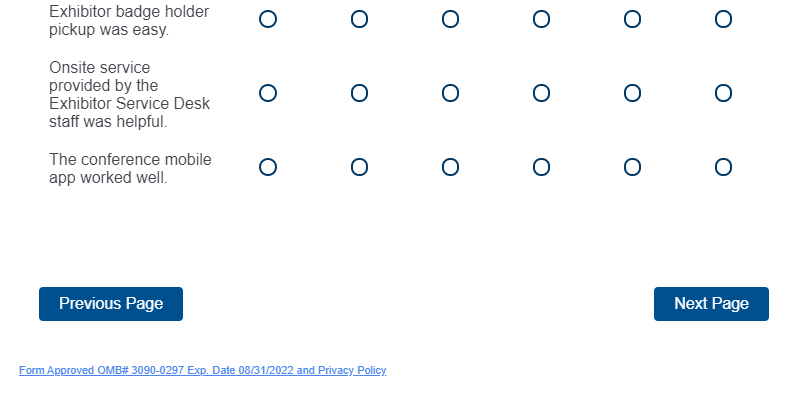 Exhibitor badge holder
pickup was easy.
Onsite service
provided by the
Exhibitor Service Desk
staff was helpful.
The conference mobile
app worked well.
Previous Page
Next Page
Form Approved OMB# 3090-0297 Exp. Date 08/31/2022 and Privacy Policy